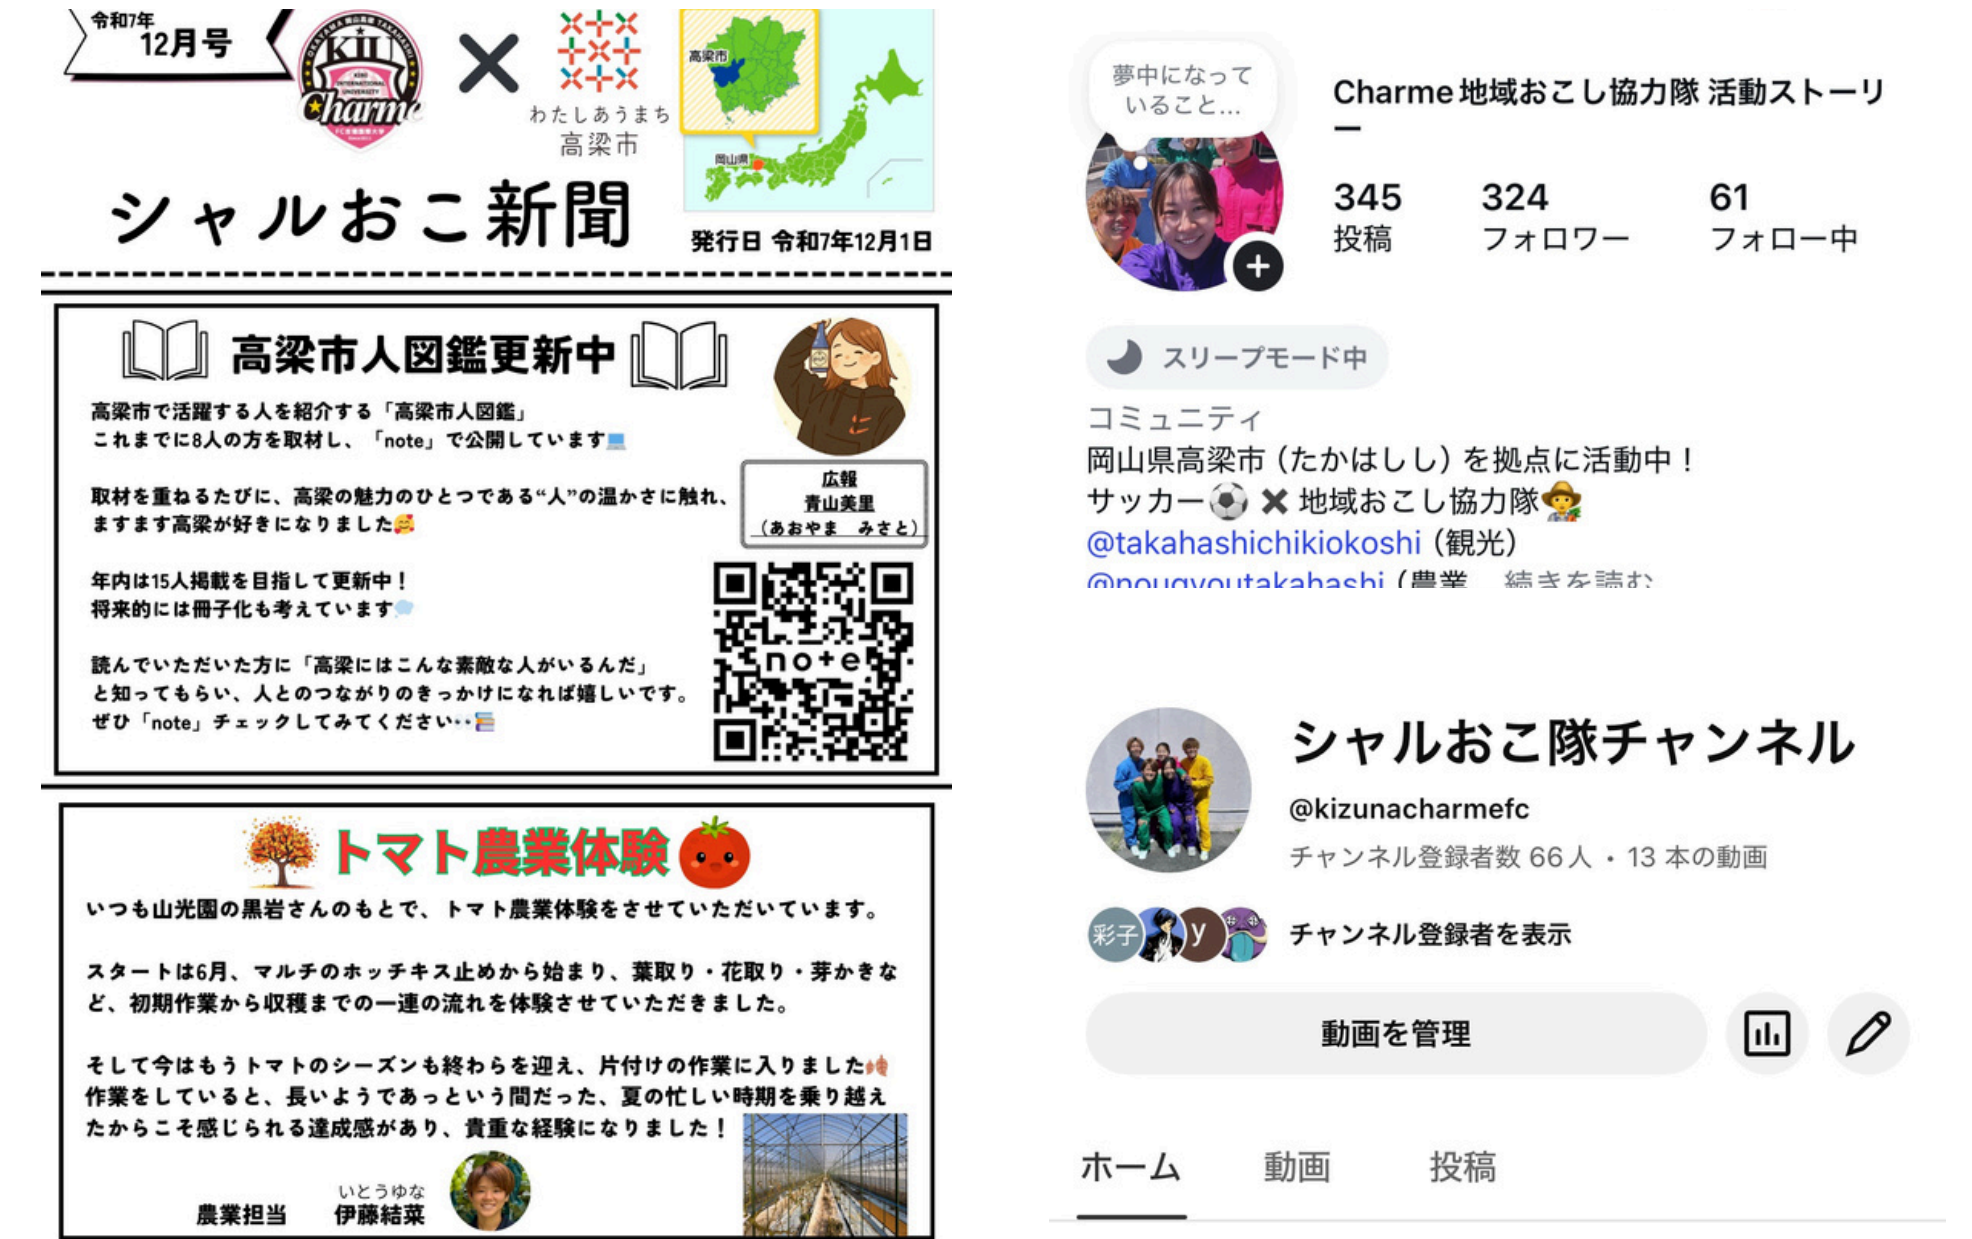 令和7年
12月号
KIU
KIBI
INTERNATIONAL
UNIVERSITY
Charme
FC吉備国際大学
わたしあうまち
高梁市
高梁市
岡山県
シャルおこ新聞
発行日 令和7年12月1日
高梁市人図鑑更新中
高梁市で活躍する人を紹介する「高梁市人図鑑」
これまでに8人の方を取材し、「note」で公開しています💻
取材を重ねるたびに、高梁の魅力のひとつである“人”の温かさに触れ、
ますます高梁が好きになりました🥰
年内は15人掲載を目指して更新中！
将来的には冊子化も考えています💭
読んでいただいた方に「高梁にはこんな素敵な人がいるんだ」
と知ってもらい、人とのつながりのきっかけになれば嬉しいです。
ぜひ「note」チェックしてみてください👀📚
広報
青山美里
（あおやま　みさと）
note
トマト農業体験
いつも山光園の黒岩さんのもとで、トマト農業体験をさせていただいています。
スタートは6月、マルチのホッチキス止めから始まり、葉取り・花取り・芽かきな
ど、初期作業から収穫までの一連の流れを体験させていただきました。
そして今はもうトマトのシーズンも終わらを迎え、片付けの作業に入りました🍂
作業をしていると、長いようであっという間だった、夏の忙しい時期を乗り越え
たからこそ感じられる達成感があり、貴重な経験になりました！
いとうゆな
農業担当　伊藤結菜
夢中になって
いること...
Charme地域おこし協力隊 活動ストーリ
ー
345 324 61
投稿 フォロワー フォロー中
スリープモード中
コミュニティ
岡山県高梁市（たかはしし）を拠点に活動中！
サッカー⚽️✖️地域おこし協力隊🧑‍🌾
@takahashichikiokoshi（観光）
@nougyoutakahashi（農業... 続きを読む
シャルおこ隊チャンネル
@kizunacharmefc
チャンネル登録者数 66人・13 本の動画
彩子 y チャンネル登録者を表示
動画を管理
ホーム 動画 投稿